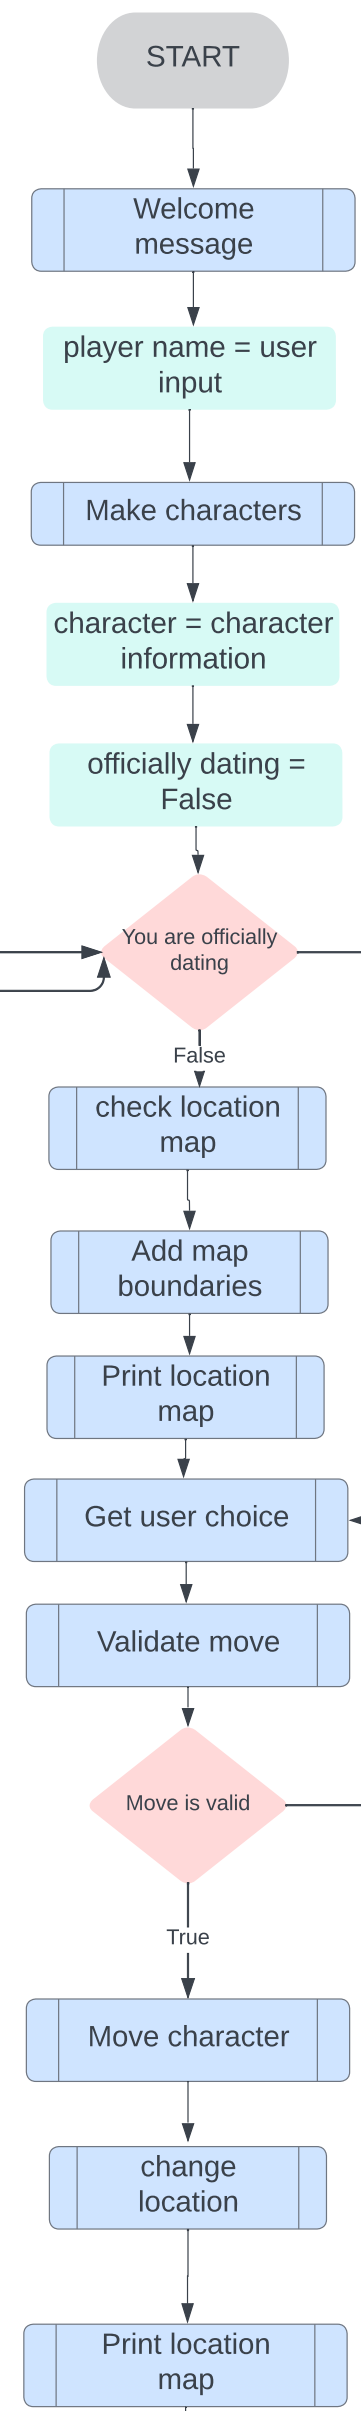 START
Welcome
message
player name = user
input
Make characters
character = character
information
officially dating =
False
You are officially
dating
False
check location
map
Add map
boundaries
Print location
map
Get user choice
Validate move
Move is valid
True
Move character
change
location
Print location
map